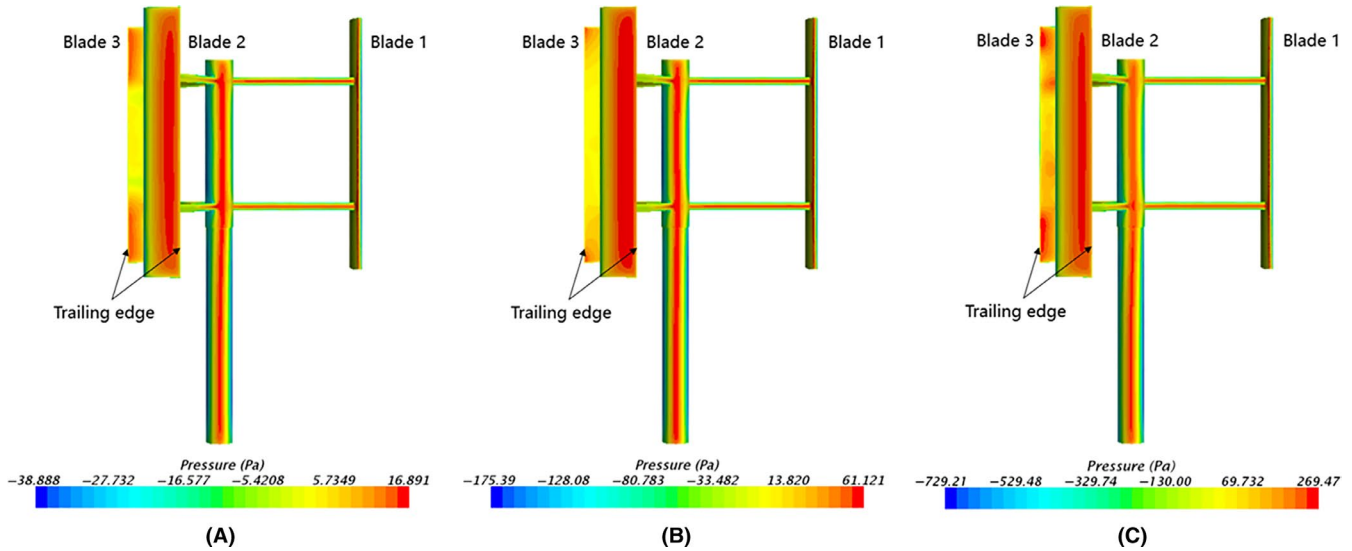 Blade 3
Blade 2
Blade 1
Trailing edge
Pressure (Pa)
−38.888 −27.732 −16.577 −5.4208 5.7349 16.891
(A)
Blade 3
Blade 2
Blade 1
Trailing edge
Pressure (Pa)
−175.39 −128.08 −80.783 −33.482 13.820 61.121
(B)
Blade 3
Blade 2
Blade 1
Trailing edge
Pressure (Pa)
−729.21 −529.48 −329.74 −130.00 69.732 269.47
(C)